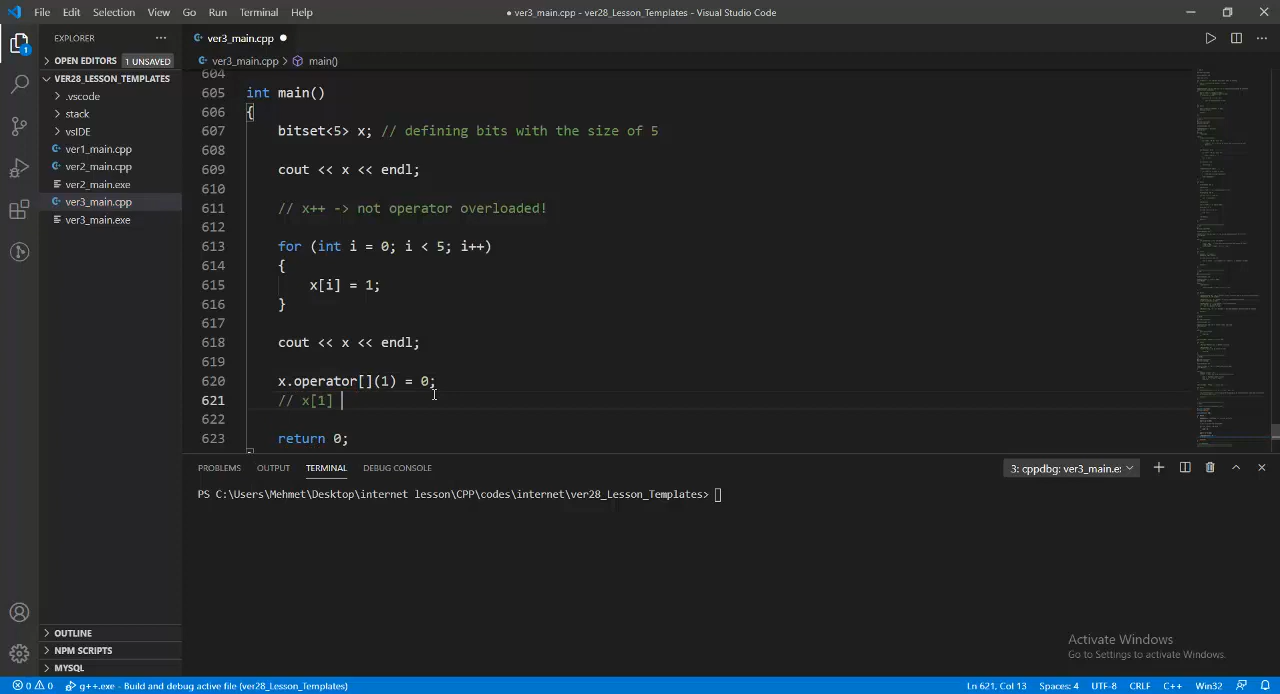 File Edit Selection View Go Run Terminal Help
● ver3_main.cpp - ver28_Lesson_Templates - Visual Studio Code
EXPLORER
OPEN EDITORS 1 UNSAVED
VER28_LESSON_TEMPLATES
.vscode
stack
vsIDE
ver1_main.cpp
ver2_main.cpp
ver2_main.exe
ver3_main.cpp
ver3_main.exe
OUTLINE
NPM SCRIPTS
MYSQL
1
ver3_main.cpp ●
ver3_main.cpp > main()
604
605 int main()
606 {
607 bitset<5> x; // defining bits with the size of 5
608
609 cout << x << endl;
610
611 // x++ -> not operator overloaded!
612
613 for (int i = 0; i < 5; i++)
614 {
615 x[i] = 1;
616 }
617
618 cout << x << endl;
619
620 x.operator[](1) = 0;
621 // x[1]
622
623 return 0;
PROBLEMS OUTPUT TERMINAL DEBUG CONSOLE
3: cppdbg: ver3_main.e
PS C:\Users\Mehmet\Desktop\internet lesson\CPP\codes\internet\ver28_Lesson_Templates>
Activate Windows
Go to Settings to activate Windows.
0 0 g++.exe - Build and debug active file (ver28_Lesson_Templates)
Ln 621, Col 13 Spaces: 4 UTF-8 CRLF C++ Win32